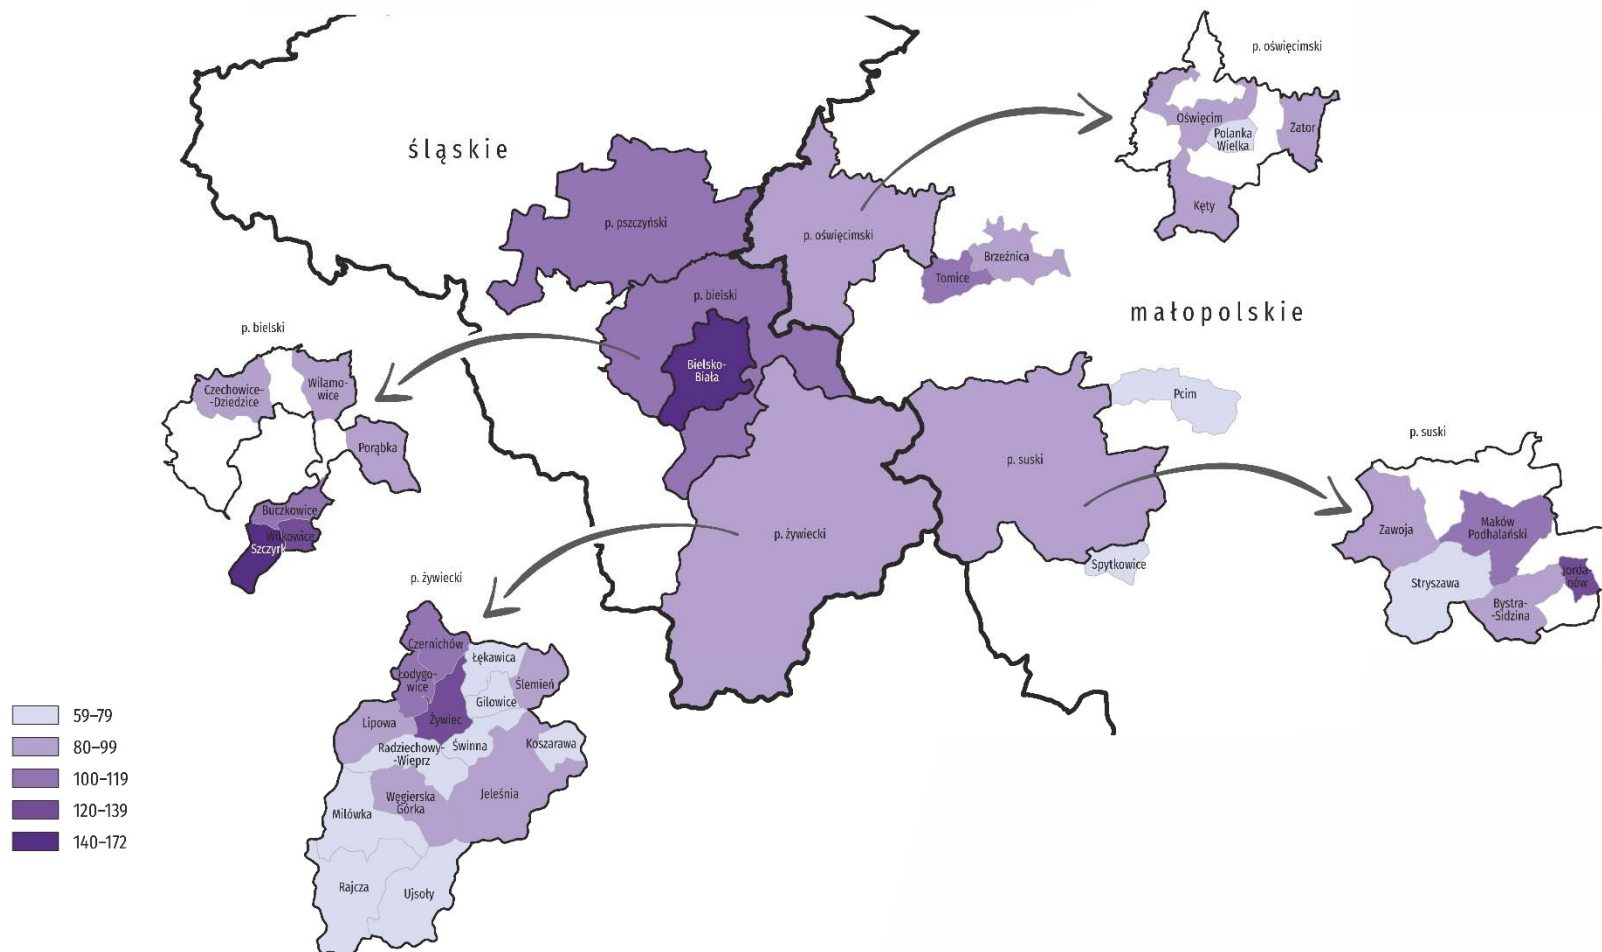 p. oświęcimski
Oświęcim
Polanka
Wielka
Zator
Kęty
śląskie
p. pszczyński
p. oświęcimski
Brzeźnica
Tomice
p. bielski
małopolskie
Bielsko-
Biała
p. bielski
Czechowice-
-Dziedzice
Wilamo-
wice
Porąbka
Buczkowice
Wilkowice
Szczyrk
Pcim
p. suski
p. suski
Zawoja
Maków
Podhalański
Stryszawa
Jorda-
nów
Bystra-
-Sidzina
p. żywiecki
Spytkowice
p. żywiecki
Czernichów
Łękawica
Łodygo-
wice
Ślemień
Gilowice
Lipowa
Żywiec
Radziechowy-
-Wieprz
Świnna
Koszarawa
Węgierska
Górka
Jeleśnia
Milówka
Rajcza
Ujsoły
59–79
80–99
100–119
120–139
140–172